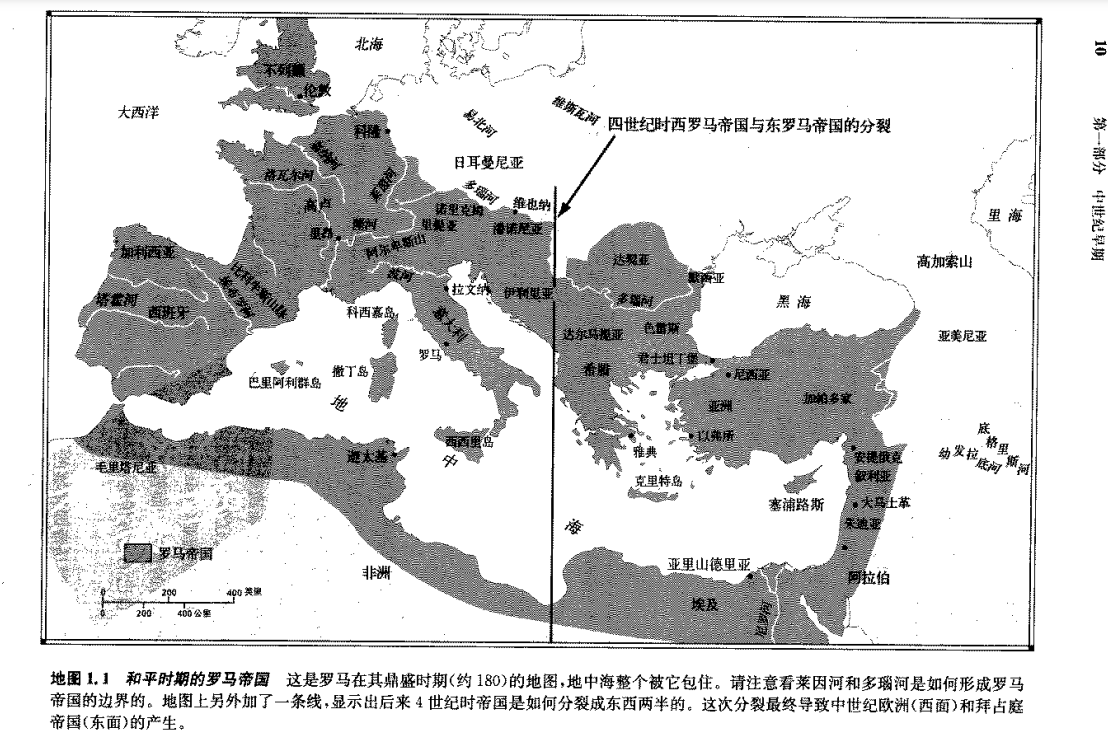 北海
不列颠
伦敦
大西洋
科隆
易北河
维斯瓦河
四世纪时西罗马帝国与东罗马帝国的分裂
日耳曼尼亚
莱茵河
多瑙河
洛瓦尔河
高卢
诺里克姆
维也纳
里昂
里提亚
潘诺尼亚
阿尔卑斯山
加利西亚
比利牛斯山脉
波河
拉文纳
伊利里亚
达契亚
多瑙河
黑海
里海
高加索山
亚美尼亚
塔霍河
西班牙
科西嘉岛
意大利
罗马
达尔马提亚
色雷斯
君士坦丁堡
尼西亚
希腊
巴里阿利群岛
撒丁岛
地
中
海
亚洲
加帕多家
以弗所
雅典
克里特岛
西西里岛
迦太基
毛里塔尼亚
安提俄克
叙利亚
幼发拉底河
底格里斯河
塞浦路斯
大马士革
朱迪亚
亚里山德里亚
阿拉伯
埃及
尼罗河
非洲
罗马帝国
0 200 400 英里
0 200 400 公里
10
第一部分 中世纪早期
地图1.1 和平时期的罗马帝国 这是罗马在其鼎盛时期(约180)的地图,地中海整个被它包住。请注意看莱因河和多瑙河是如何形成罗马
帝国的边界的。地图上另外加了一条线,显示出后来4世纪时帝国是如何分裂成东西两半的。这次分裂最终导致中世纪欧洲(西面)和拜占庭
帝国(东面)的产生。